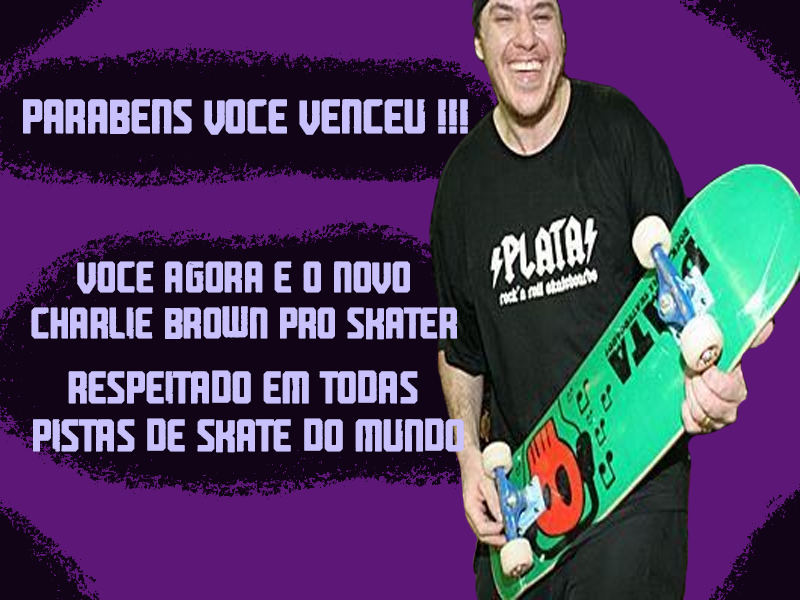 PARABENS VOCE VENCEU !!!
VOCE AGORA E O NOVO
CHARLIE BROWN PRO SKATER
RESPEITADO EM TODAS
PISTAS DE SKATE DO MUNDO
PLATA
rock'n roll skateboards